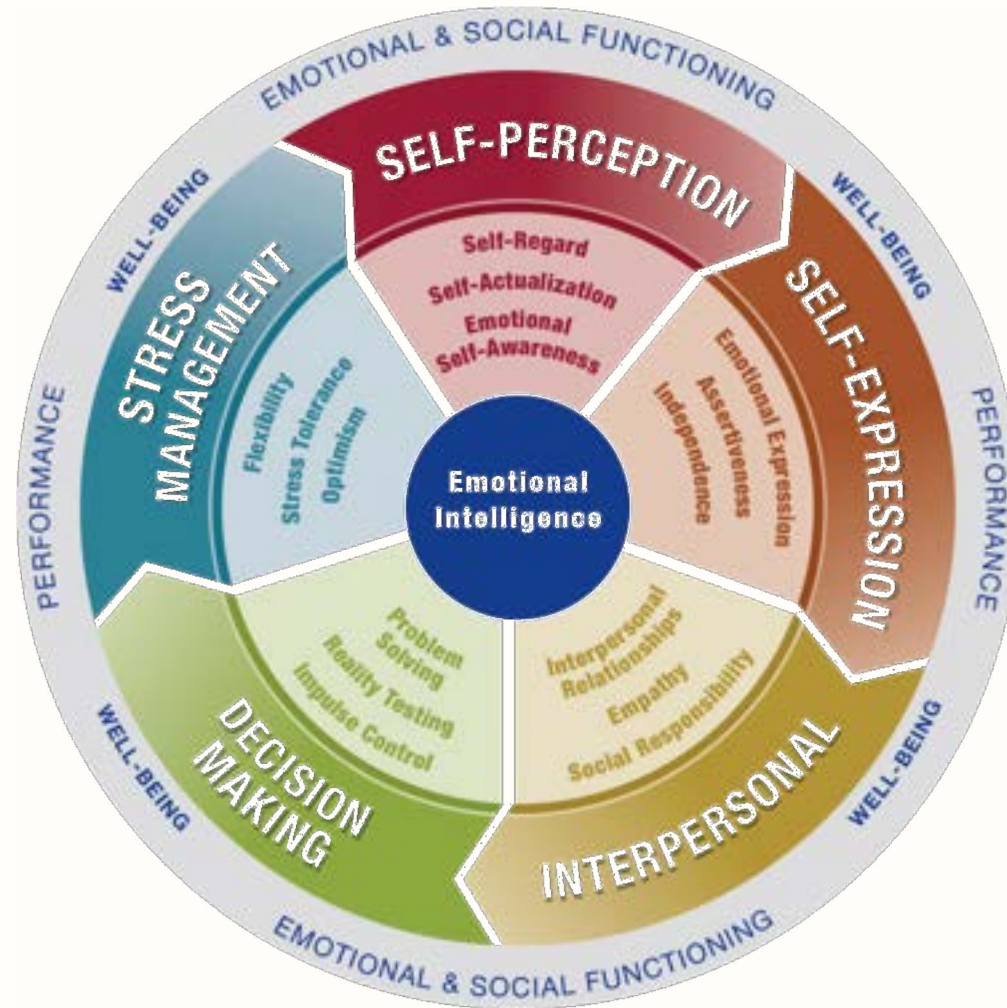 EMOTIONAL & SOCIAL FUNCTIONING
WELL-BEING
PERFORMANCE
WELL-BEING
EMOTIONAL & SOCIAL FUNCTIONING
WELL-BEING
PERFORMANCE
WELL-BEING
SELF-PERCEPTION
Self-Regard
Self-Actualization
Emotional
Self-Awareness
SELF-EXPRESSION
Emotional Expression
Assertiveness
Independence
INTERPERSONAL
Interpersonal
Relationships
Empathy
Social Responsibility
DECISION
MAKING
Problem
Solving
Reality Testing
Impulse Control
STRESS
MANAGEMENT
Flexibility
Stress Tolerance
Optimism
Emotional
Intelligence